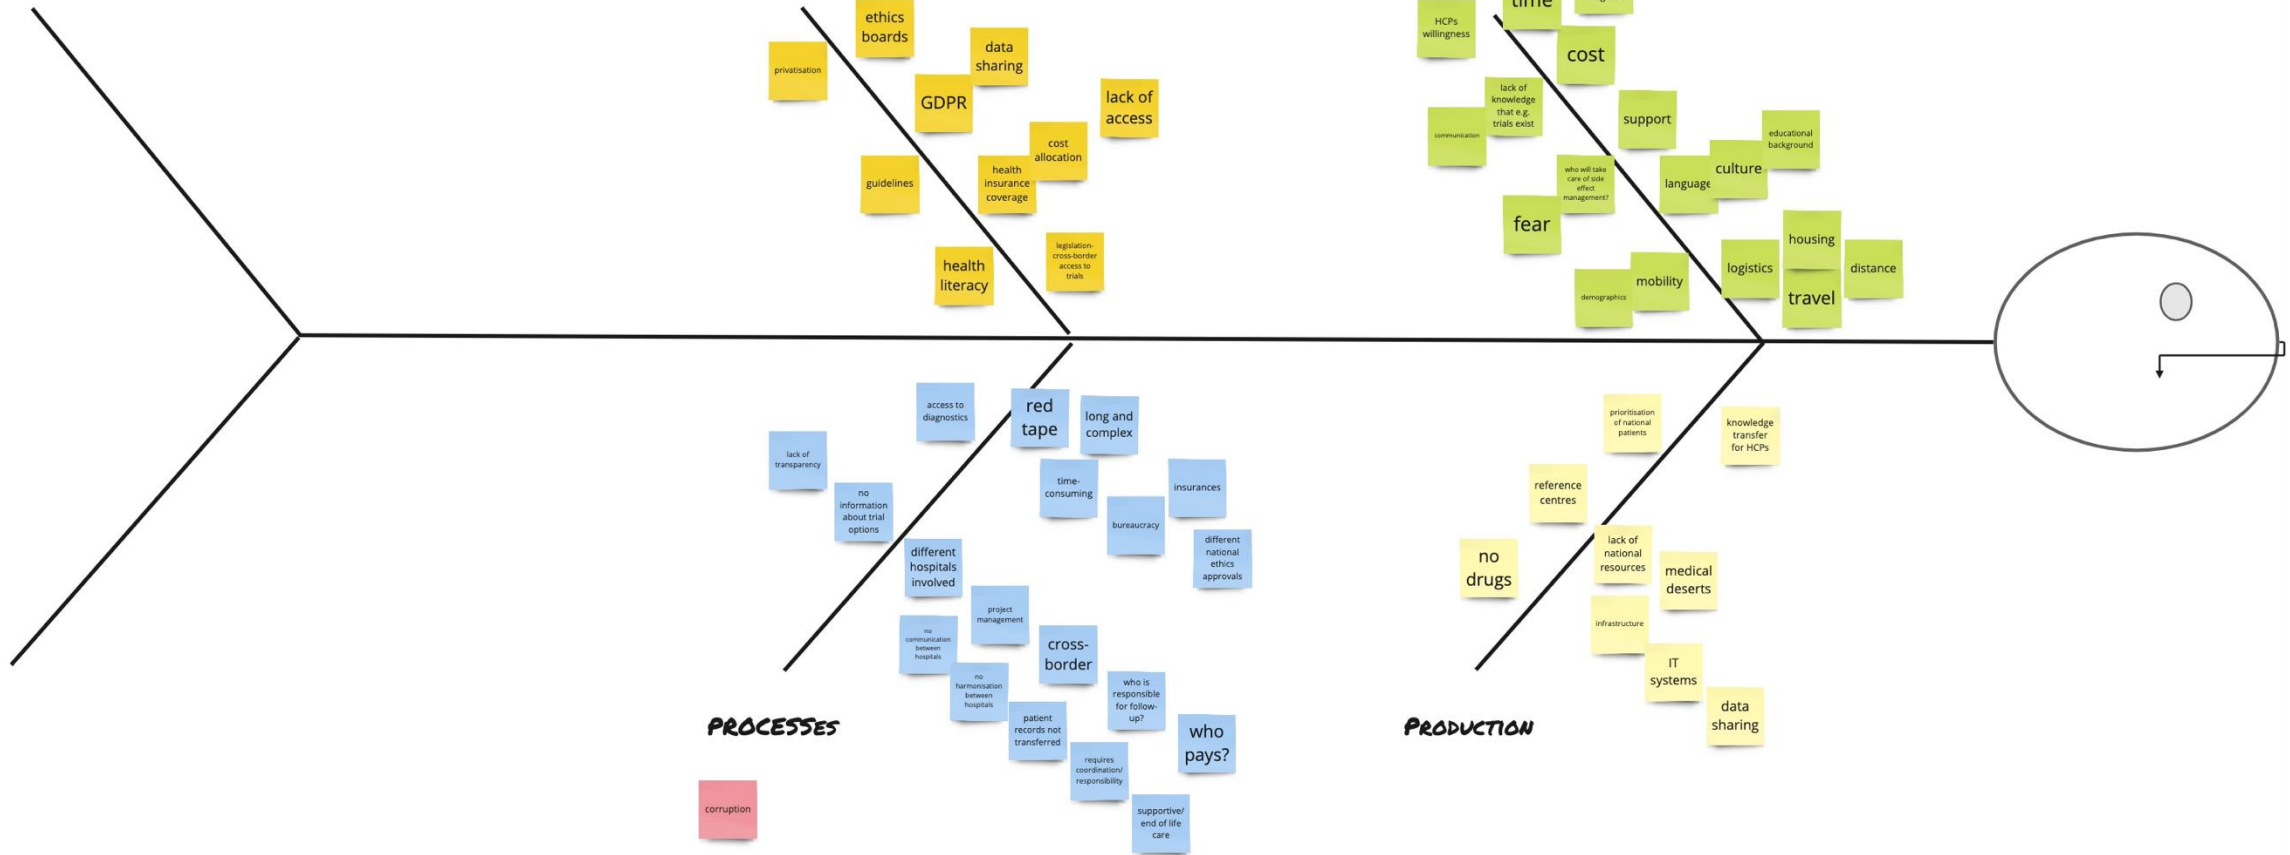 ethics
boards
privatisation
data
sharing
GDPR
lack of
access
cost
allocation
guidelines
health
insurance
coverage
health
literacy
legislation-
cross-border
access to
trials
HCPs
willingness
time
cost
lack of
knowledge
that e.g.
trials exist
communication
support
educational
background
culture
language
who will take
care of side
effect
management?
fear
housing
logistics
distance
travel
mobility
demographics
access to
diagnostics
red
tape
long and
complex
lack of
transparency
no
information
about trial
options
time-
consuming
insurances
bureaucracy
different
national
ethics
approvals
different
hospitals
involved
project
management
no
communication
between
hospitals
cross-
border
no
harmonisation
between
hospitals
who is
responsible
for follow-
up?
patient
records not
transferred
who
pays?
requires
coordination/
responsibility
supportive/
end of life
care
PROCESSES
corruption
prioritisation
of national
patients
knowledge
transfer
for HCPs
reference
centres
no
drugs
lack of
national
resources
medical
deserts
infrastructure
IT
systems
data
sharing
PRODUCTION